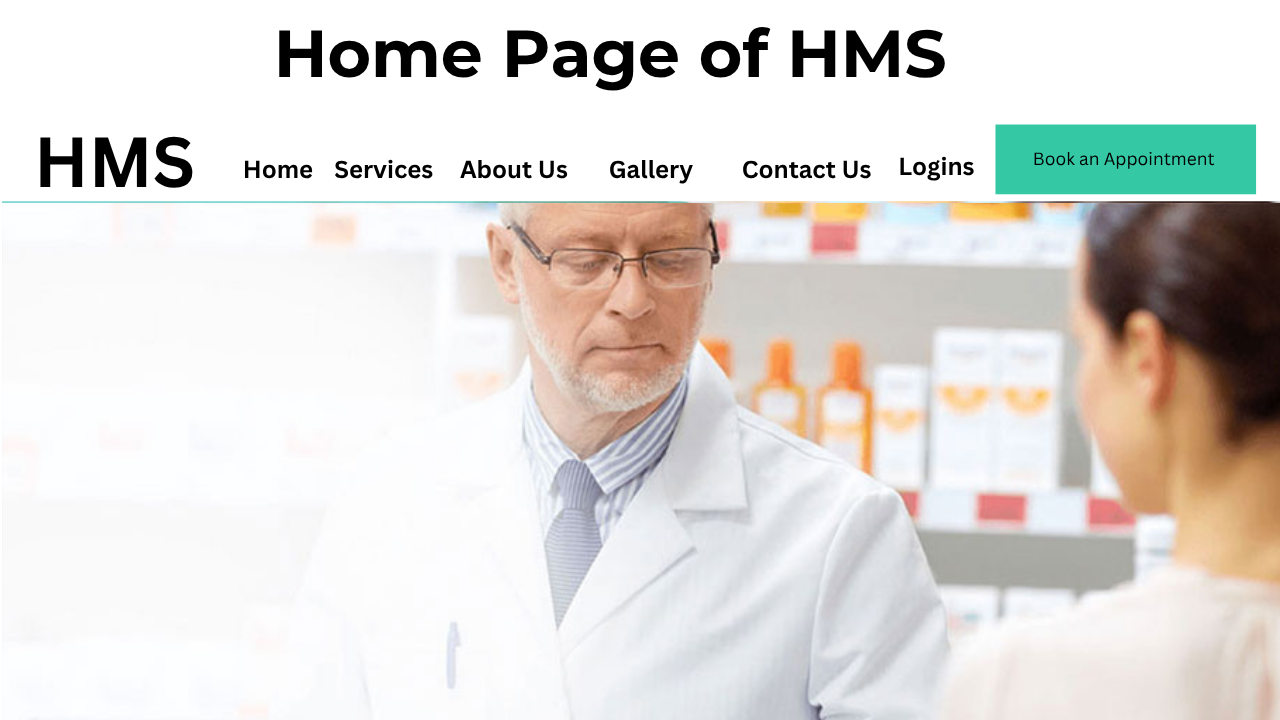 Home Page of HMS
HMS Home Services About Us Gallery Contact Us Logins Book an Appointment